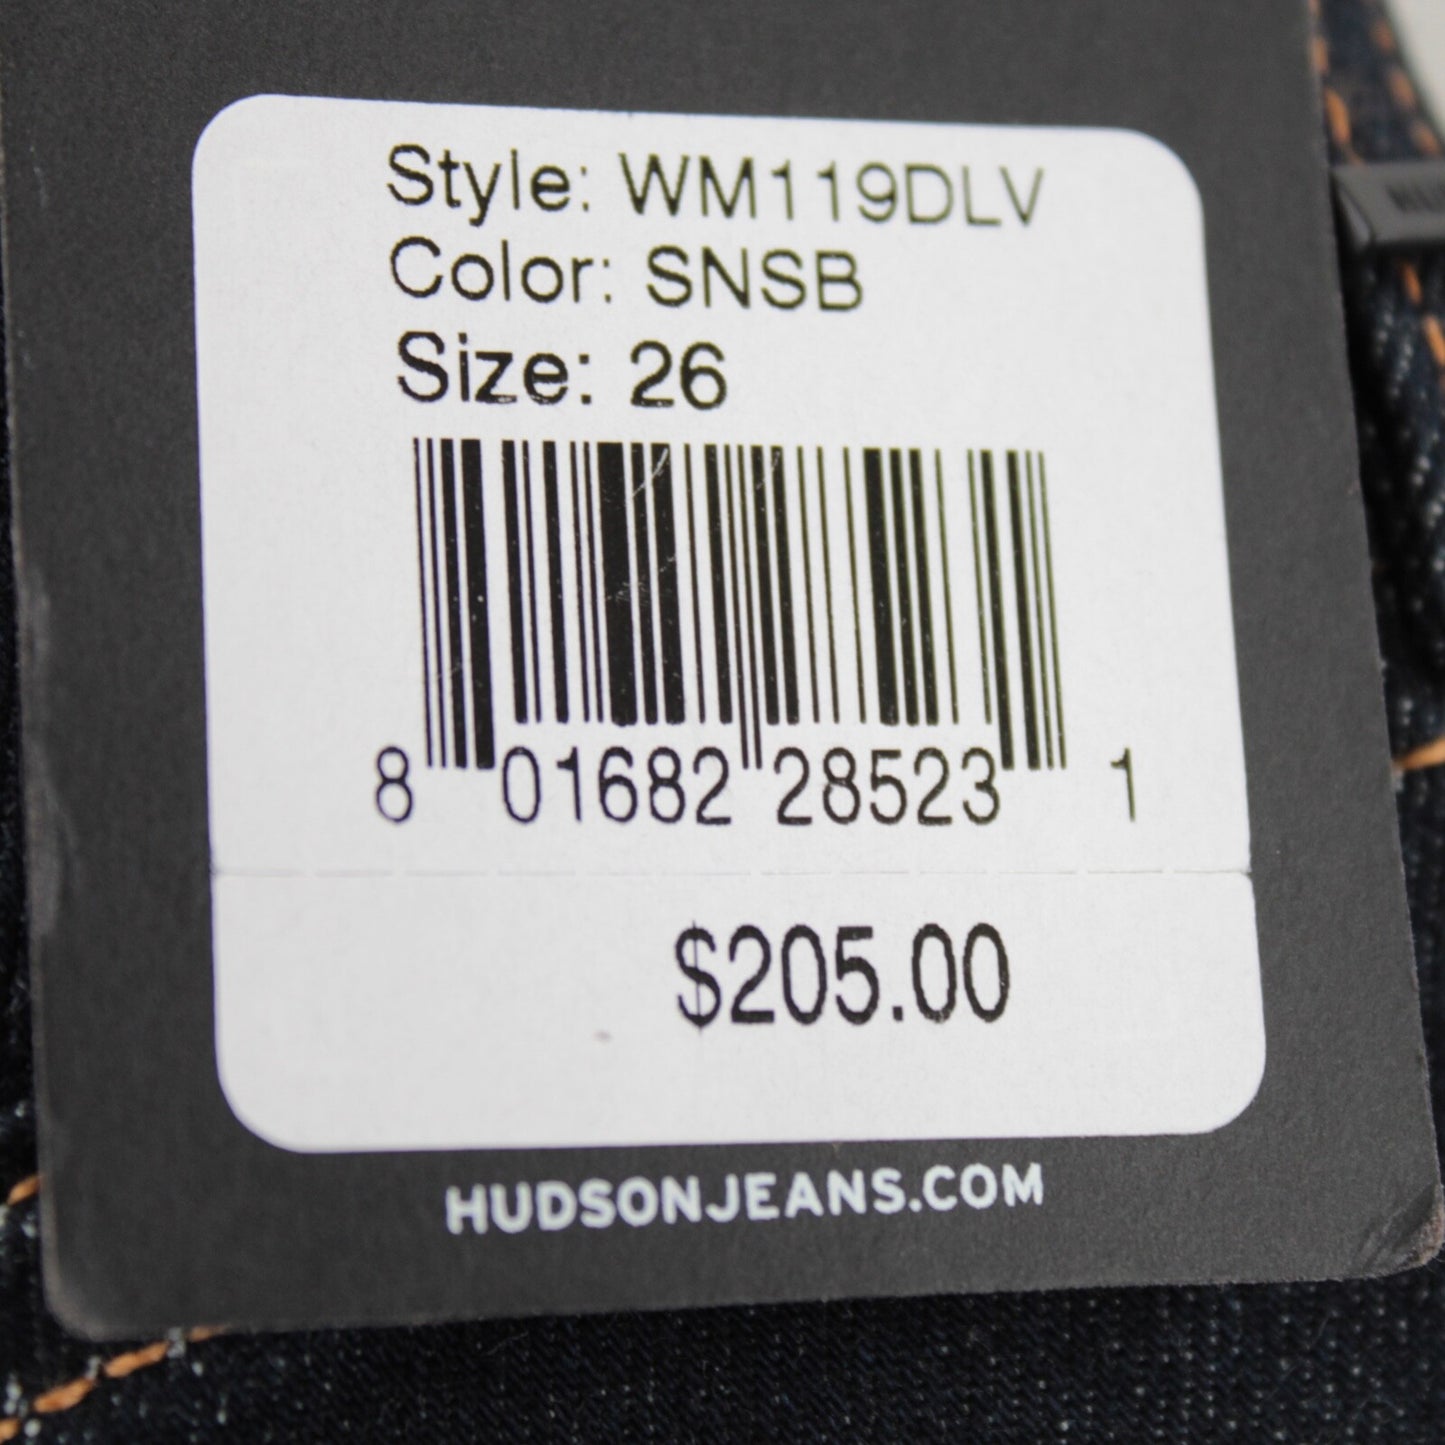 Style: WM119DLV
Color: SNSB
Size: 26
8 01682 28523 1
$205.00
HUDSONJEANS.COM